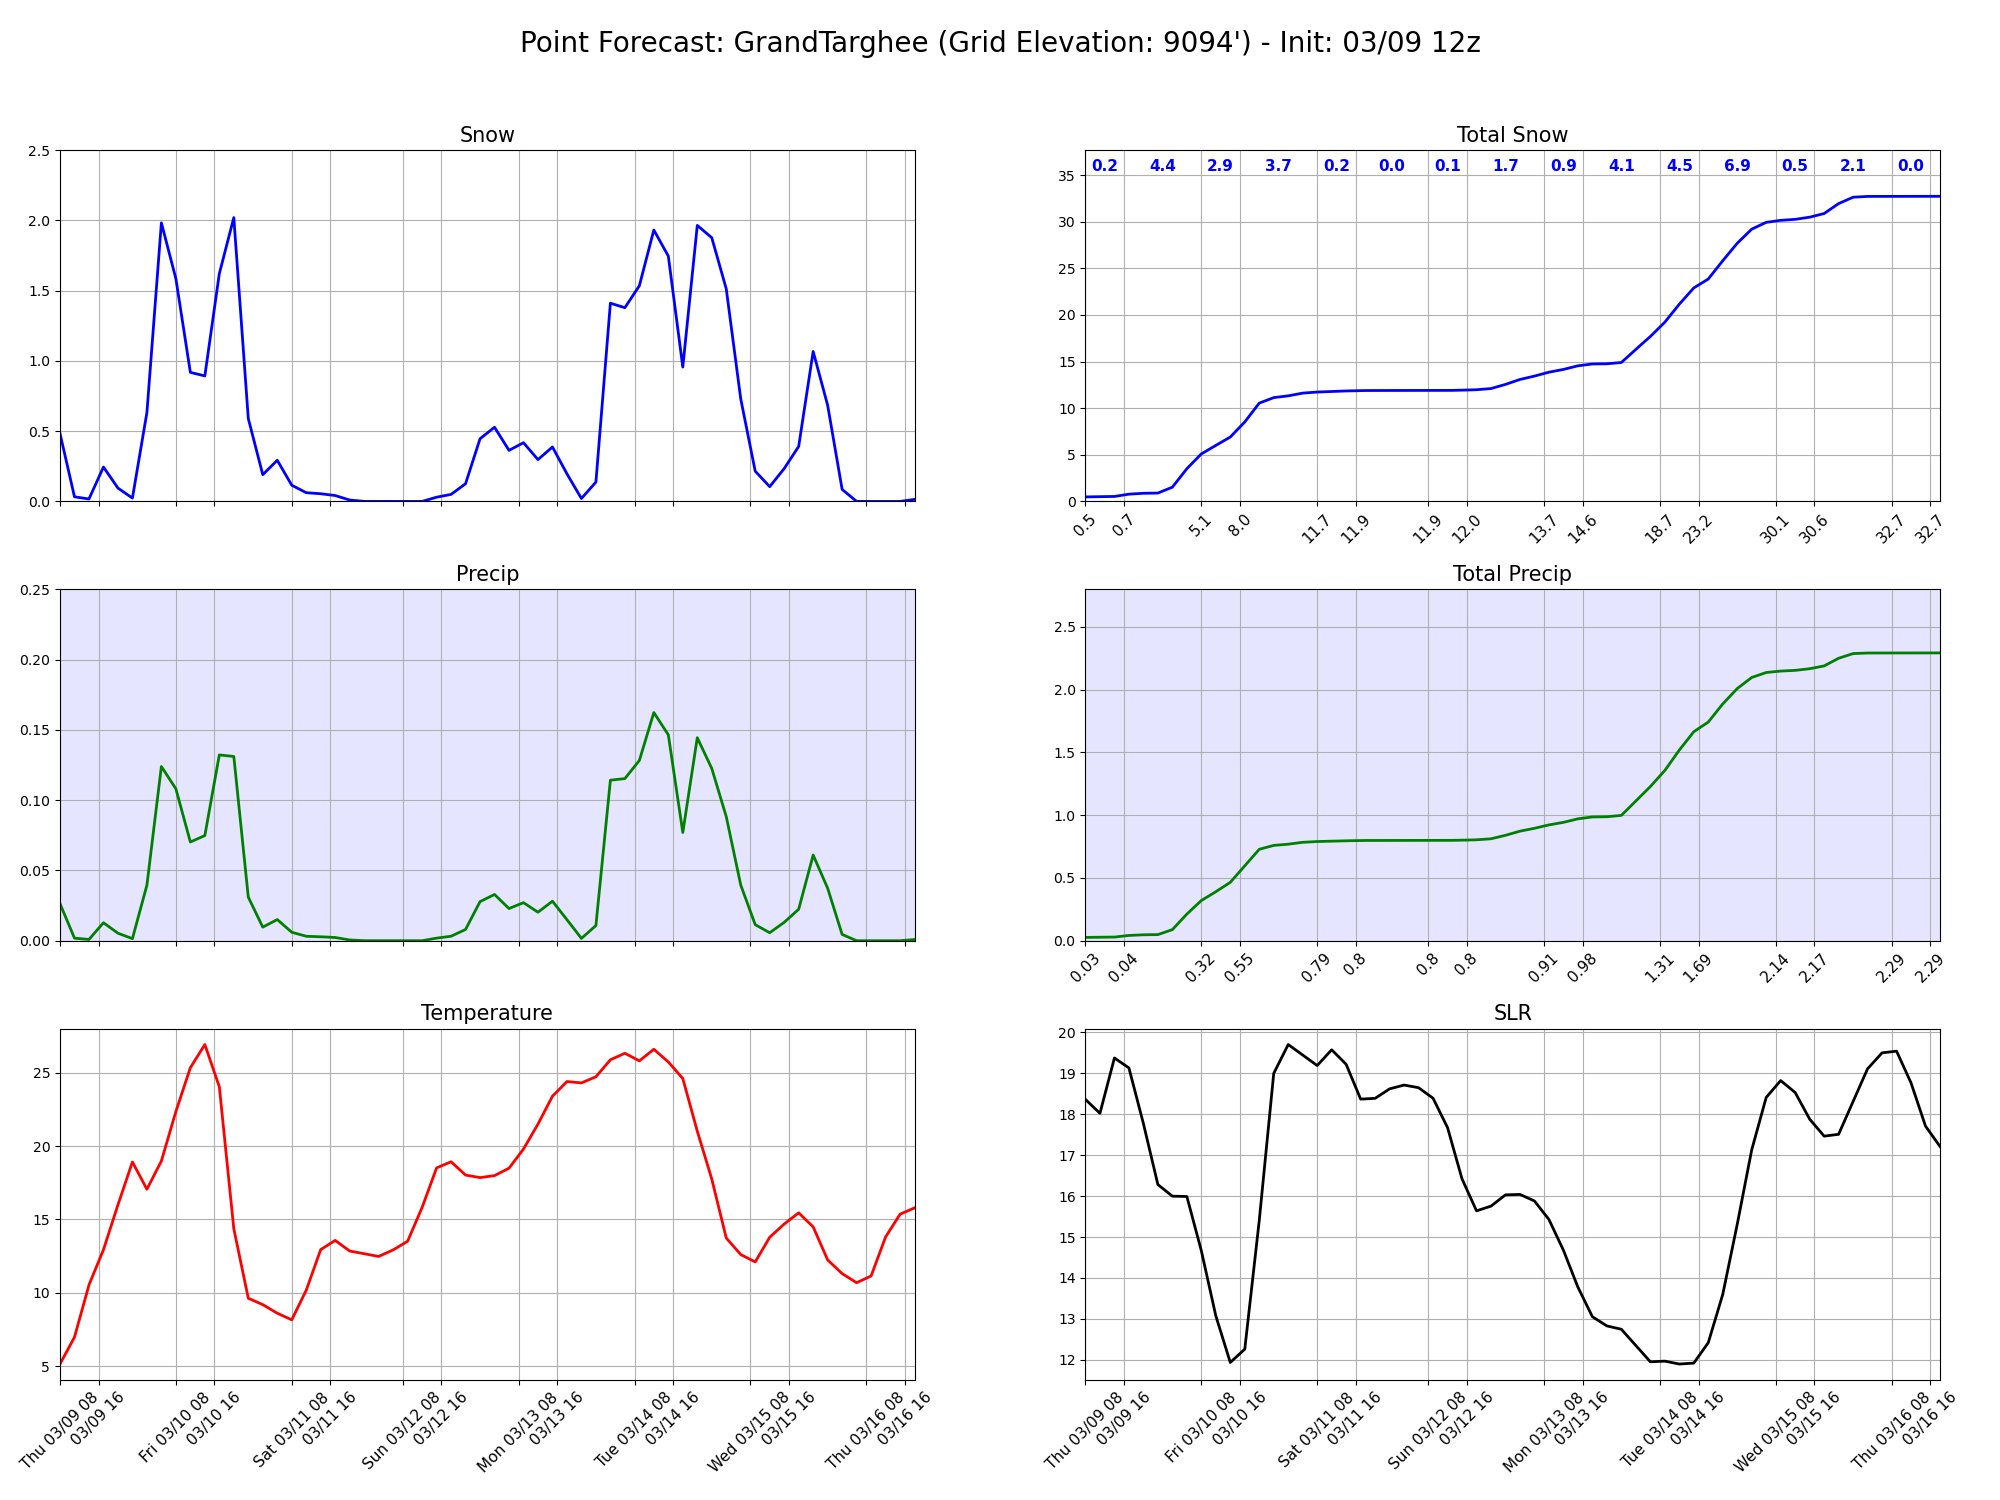 Point Forecast: GrandTarghee (Grid Elevation: 9094') - Init: 03/09 12z
Snow
2.5
2.0
1.5
1.0
0.5
0.0
Total Snow
0.2 4.4 2.9 3.7 0.2 0.0 0.1 1.7 0.9 4.1 4.5 6.9 0.5 2.1 0.0
35
30
25
20
15
10
5
0
0.5 0.7 5.1 8.0 11.7 11.9 11.9 12.0 13.7 14.6 18.7 23.2 30.1 30.6 32.7 32.7
Precip
0.25
0.20
0.15
0.10
0.05
0.00
Total Precip
2.5
2.0
1.5
1.0
0.5
0.0
0.03 0.04 0.32 0.55 0.79 0.8 0.8 0.8 0.91 0.98 1.31 1.69 2.14 2.17 2.29 2.29
Temperature
25
20
15
10
5
Thu 03/09 08
03/09 16
Fri 03/10 08
03/10 16
Sat 03/11 08
03/11 16
Sun 03/12 08
03/12 16
Mon 03/13 08
03/13 16
Tue 03/14 08
03/14 16
Wed 03/15 08
03/15 16
Thu 03/16 08
03/16 16
SLR
20
19
18
17
16
15
14
13
12
Thu 03/09 08
03/09 16
Fri 03/10 08
03/10 16
Sat 03/11 08
03/11 16
Sun 03/12 08
03/12 16
Mon 03/13 08
03/13 16
Tue 03/14 08
03/14 16
Wed 03/15 08
03/15 16
Thu 03/16 08
03/16 16